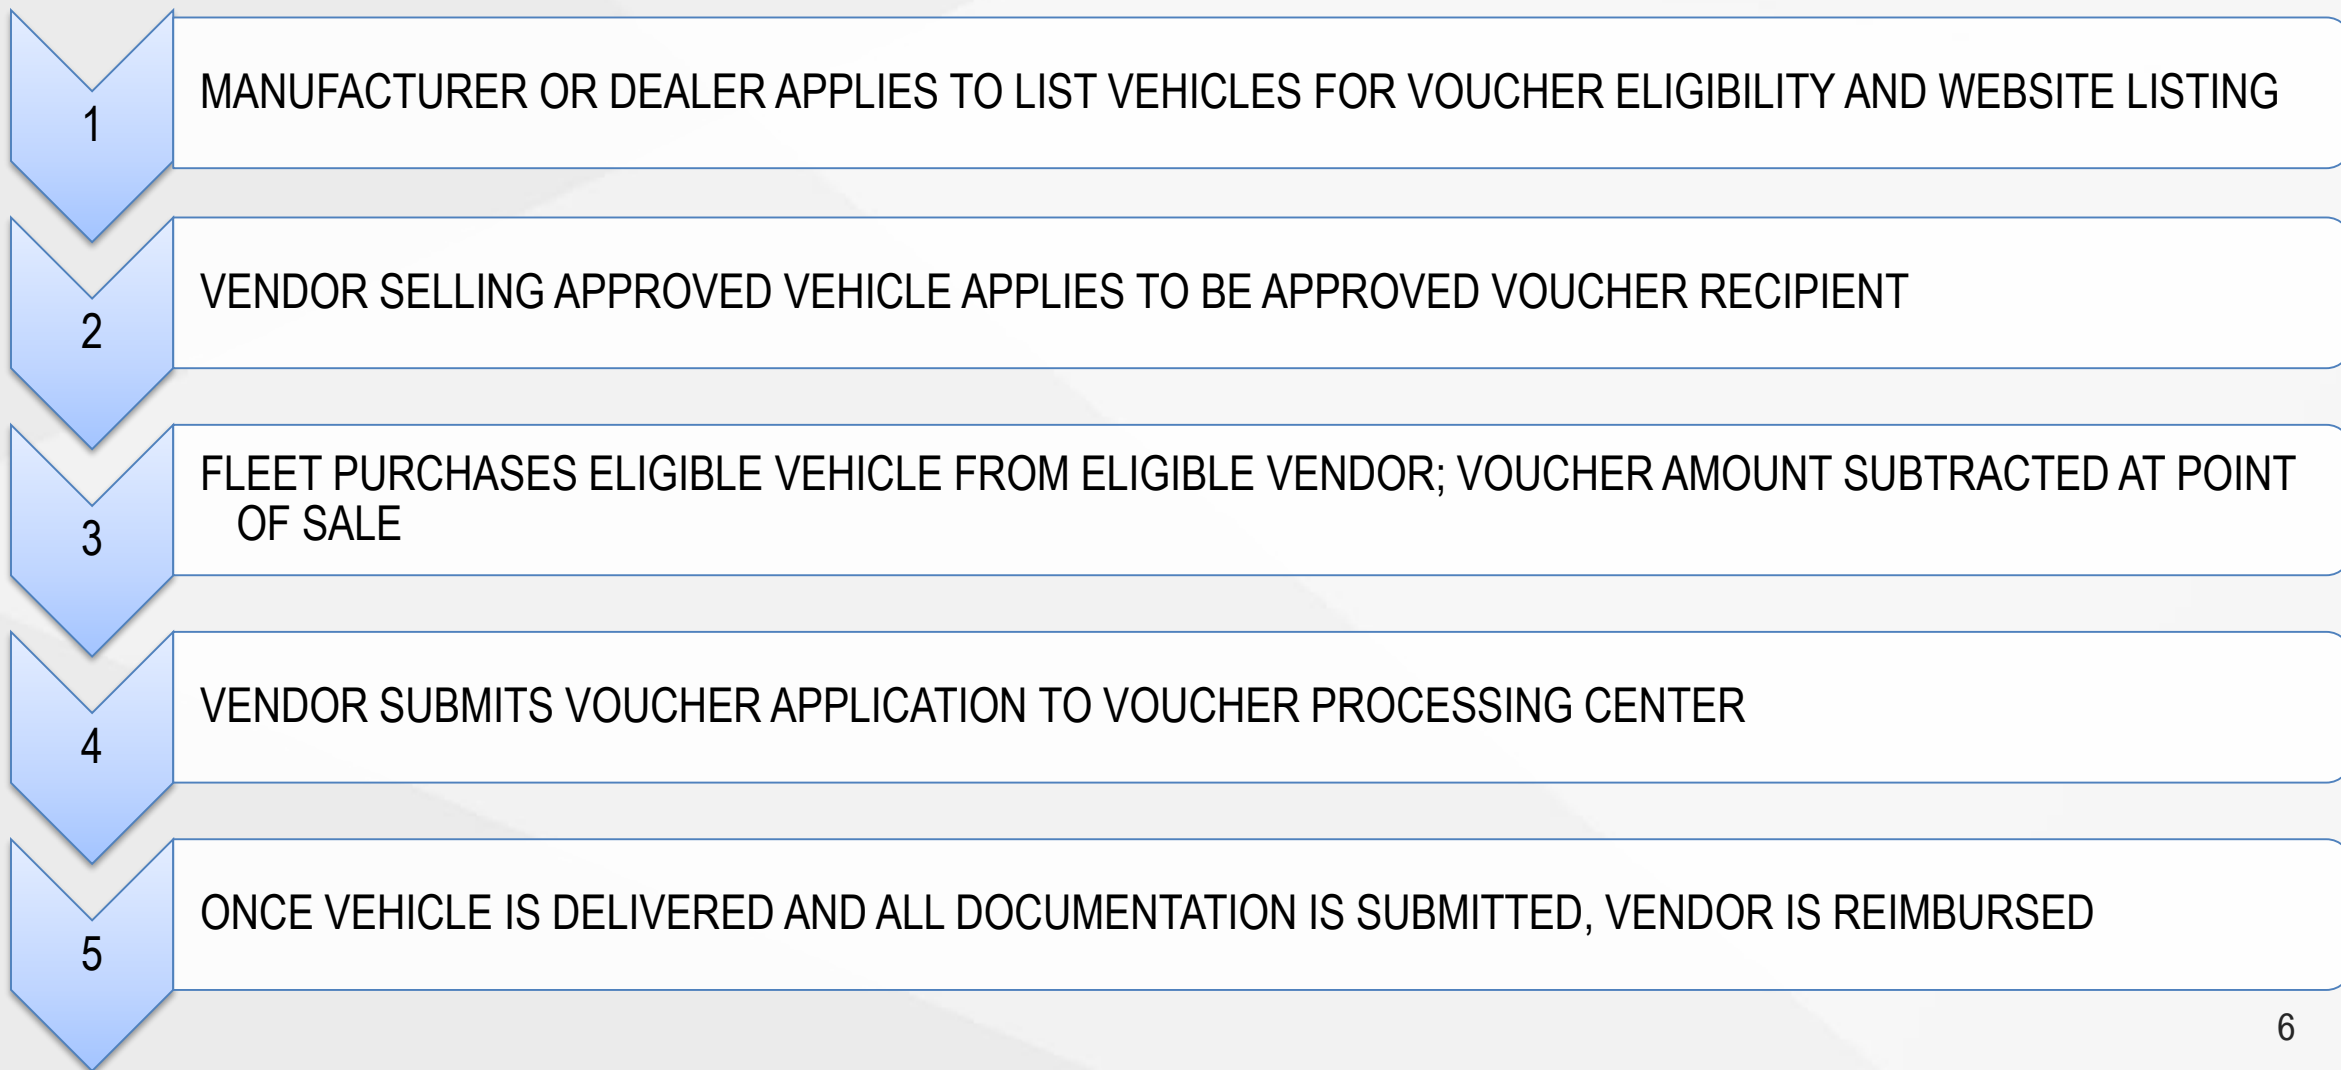 1
MANUFACTURER OR DEALER APPLIES TO LIST VEHICLES FOR VOUCHER ELIGIBILITY AND WEBSITE LISTING
2
VENDOR SELLING APPROVED VEHICLE APPLIES TO BE APPROVED VOUCHER RECIPIENT
3
FLEET PURCHASES ELIGIBLE VEHICLE FROM ELIGIBLE VENDOR; VOUCHER AMOUNT SUBTRACTED AT POINT
OF SALE
4
VENDOR SUBMITS VOUCHER APPLICATION TO VOUCHER PROCESSING CENTER
5
ONCE VEHICLE IS DELIVERED AND ALL DOCUMENTATION IS SUBMITTED, VENDOR IS REIMBURSED
6